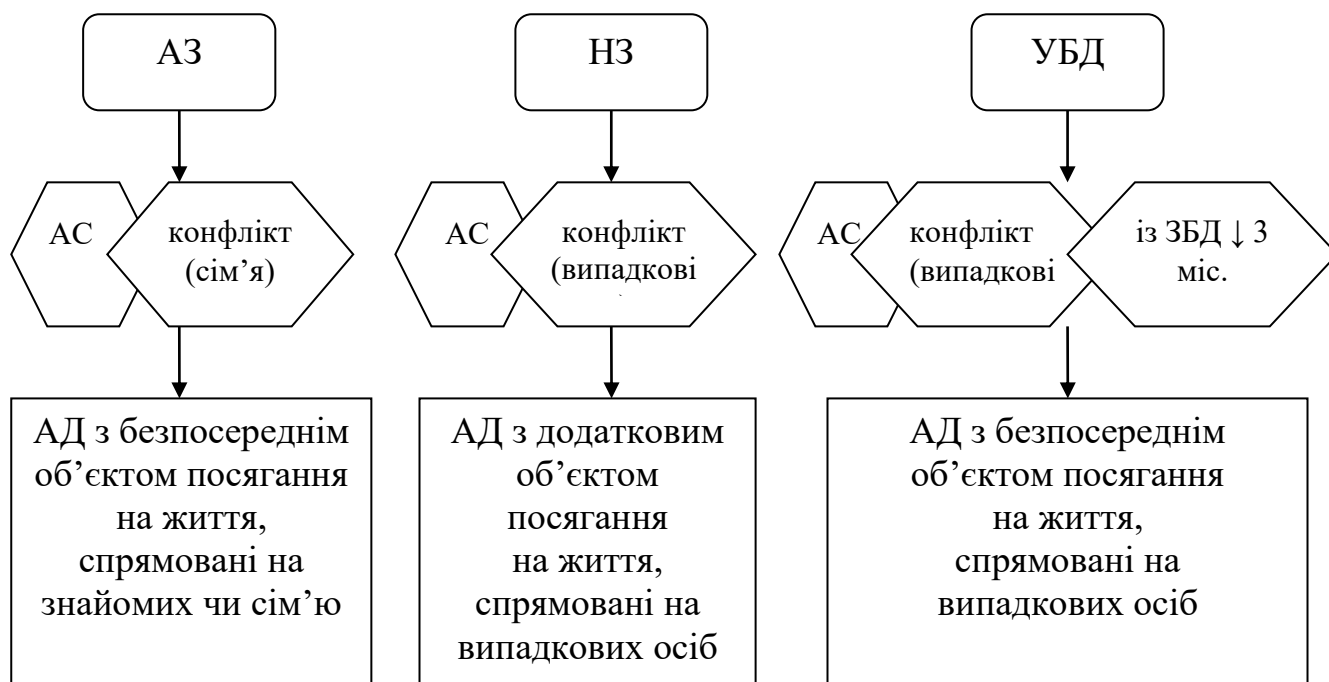 АЗ
АС
конфлікт
(сім’я)
АД з безпосереднім
об’єктом посягання
на життя,
спрямовані на
знайомих чи сім’ю
НЗ
АС
конфлікт
(випадкові
АД з додатковим
об’єктом
посягання
на життя,
спрямовані на
випадкових осіб
УБД
АС
конфлікт
(випадкові
із ЗБД ↓ 3
міс.
АД з безпосереднім
об’єктом посягання
на життя,
спрямовані на
випадкових осіб